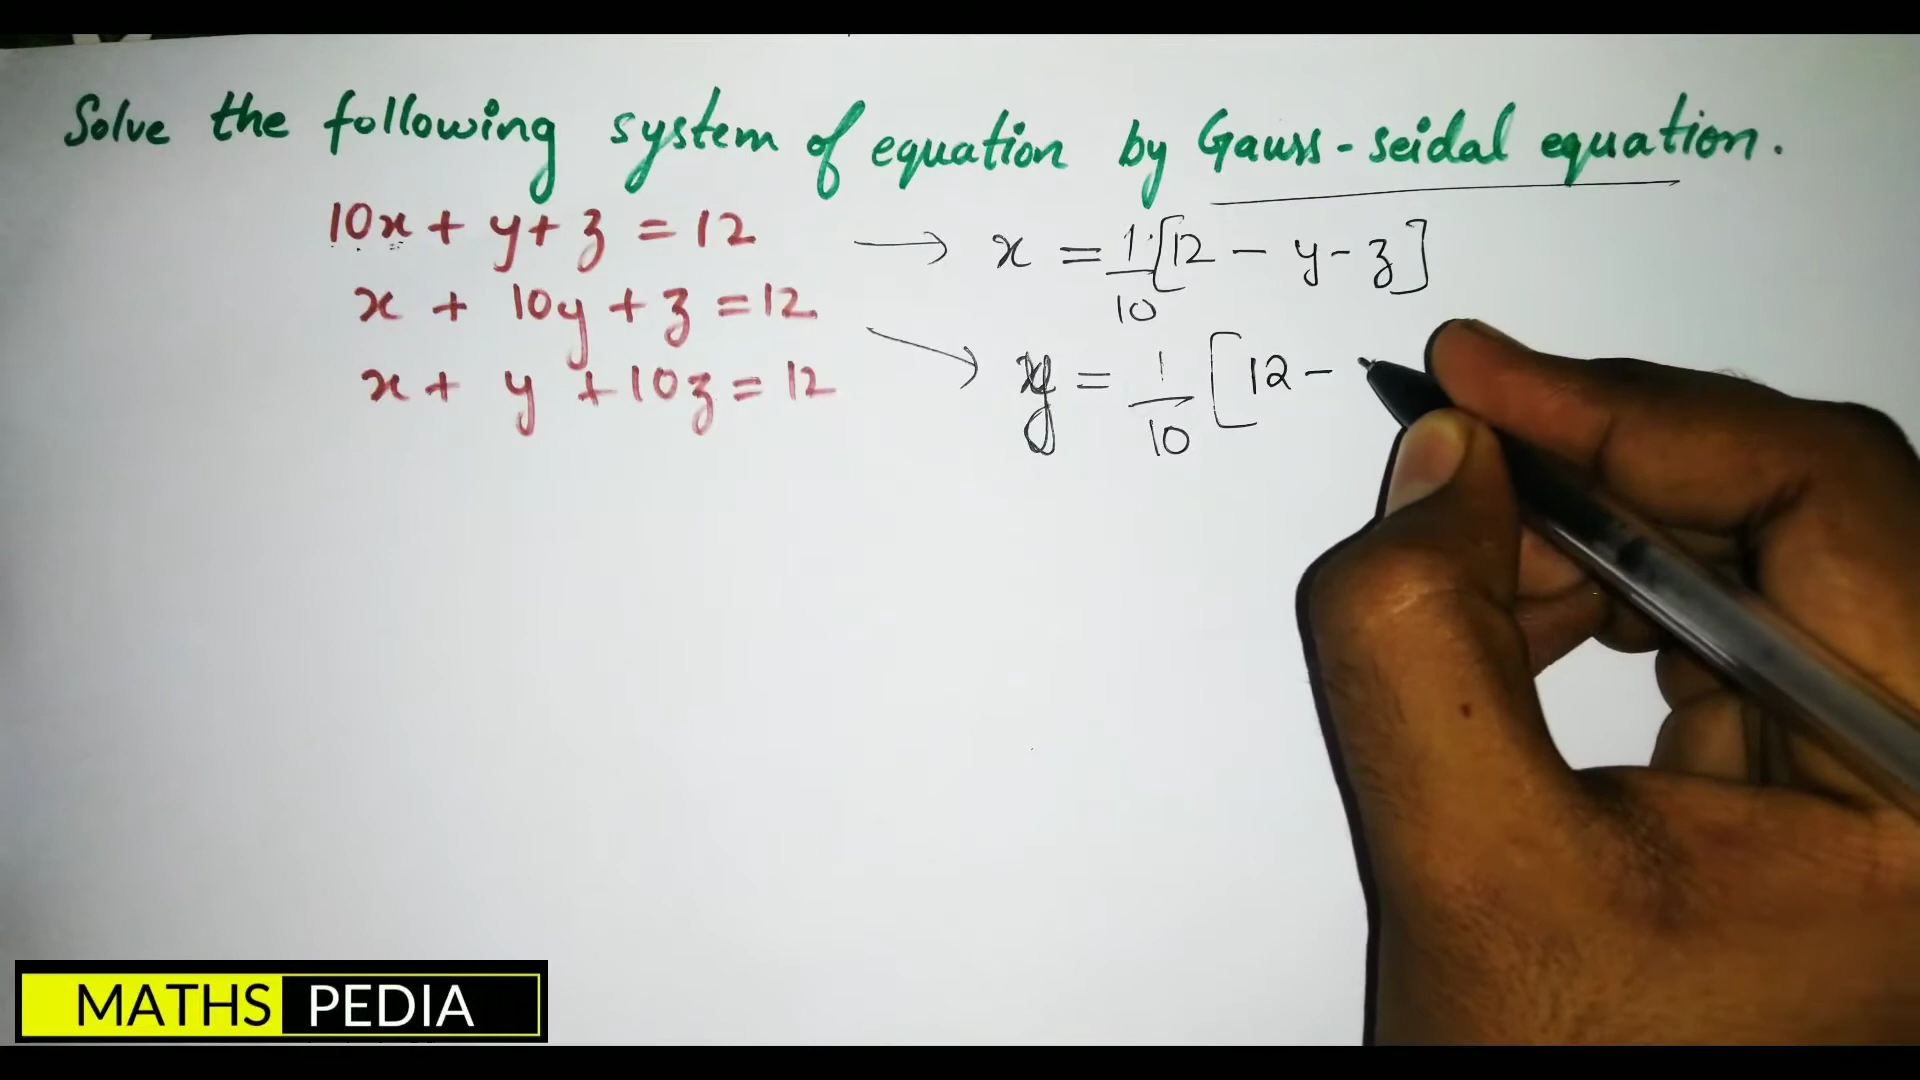 Solve the following system of equation by Gauss-seidal equation.
10x + y + z = 12 → x = 1/10 [12 - y - z]
x + 10y + z = 12
x + y + 10z = 12 → y = 1/10 [12 -
MATHS PEDIA